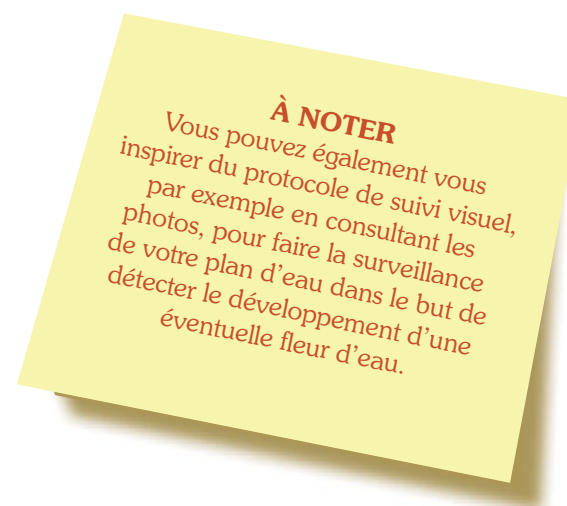 À NOTER
Vous pouvez également vous
inspirer du protocole de suivi visuel,
par exemple en consultant les
photos, pour faire la surveillance
de votre plan d'eau dans le but de
détecter le développement d'une
éventuelle fleur d'eau.